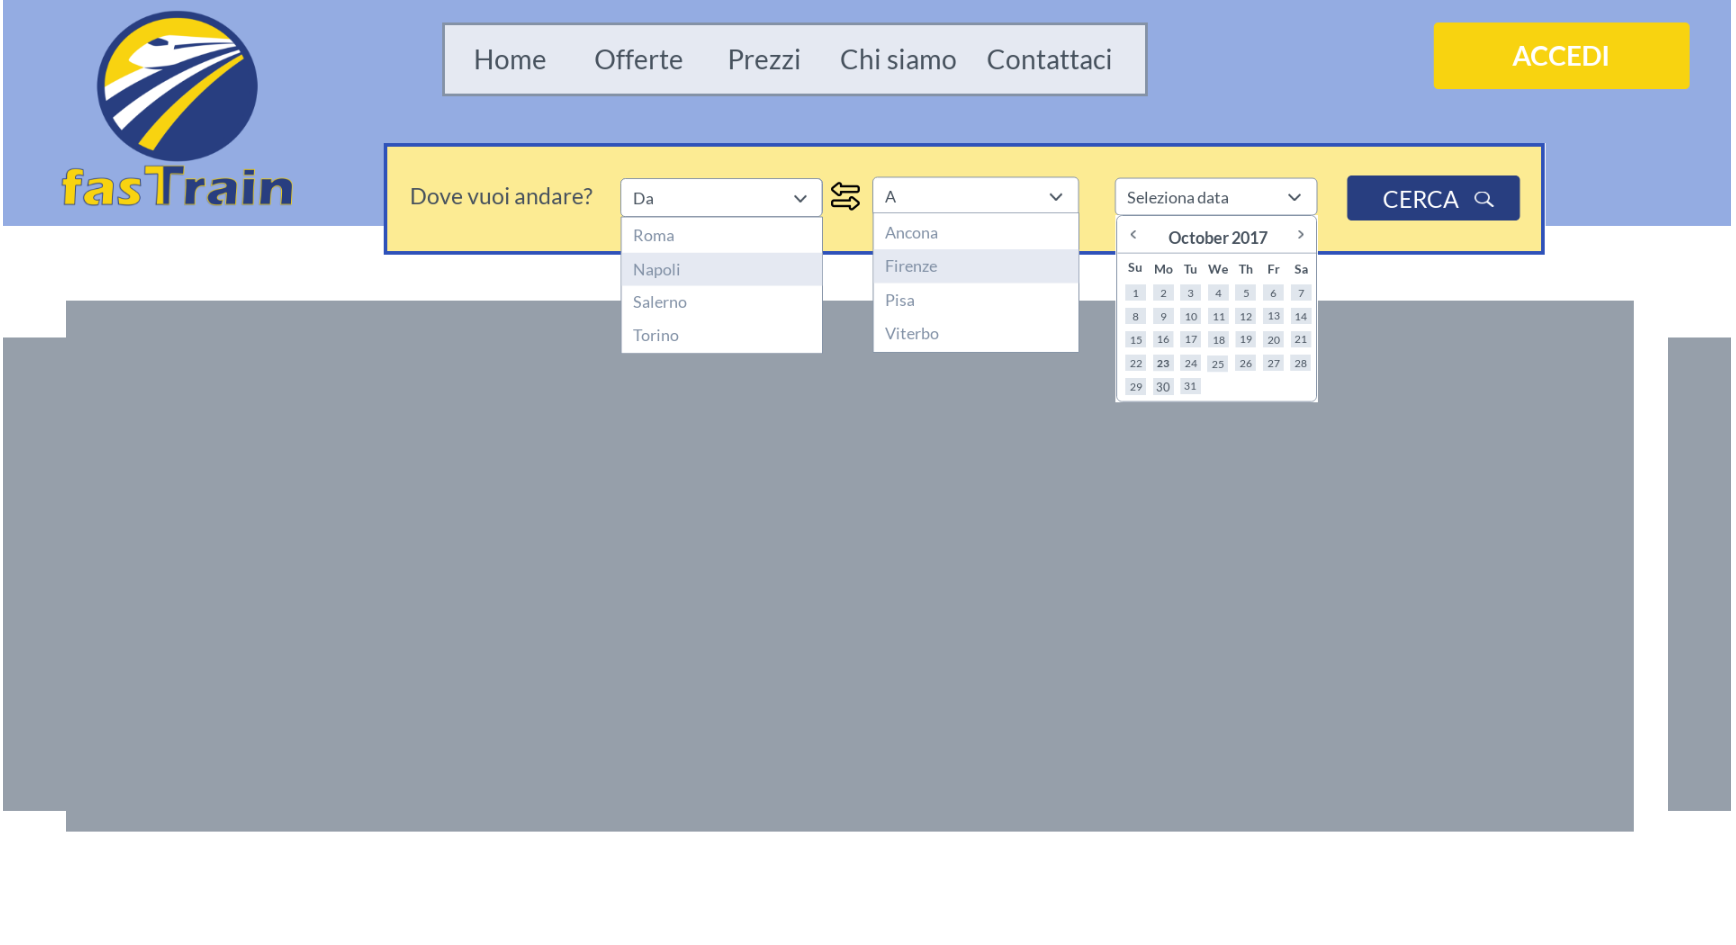 Home Offerte Prezzi Chi siamo Contattaci
ACCEDI
fasTrain
Dove vuoi andare?
Da
Roma
Napoli
Salerno
Torino
A
Ancona
Firenze
Pisa
Viterbo
Seleziona data
October 2017
Su Mo Tu We Th Fr Sa
1 2 3 4 5 6 7
8 9 10 11 12 13 14
15 16 17 18 19 20 21
22 23 24 25 26 27 28
29 30 31
CERCA